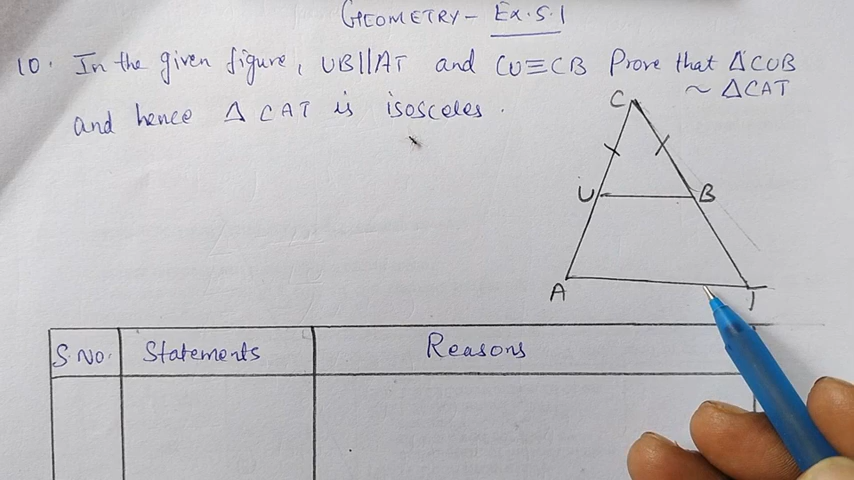 GEOMETRY - Ex.5.1
10. In the given figure, UB||AT and CU≡CB Prove that ΔCUB
~ ΔCAT
and hence Δ CAT is isosceles.
C
U
B
A
T
S.No.
Statements
Reasons